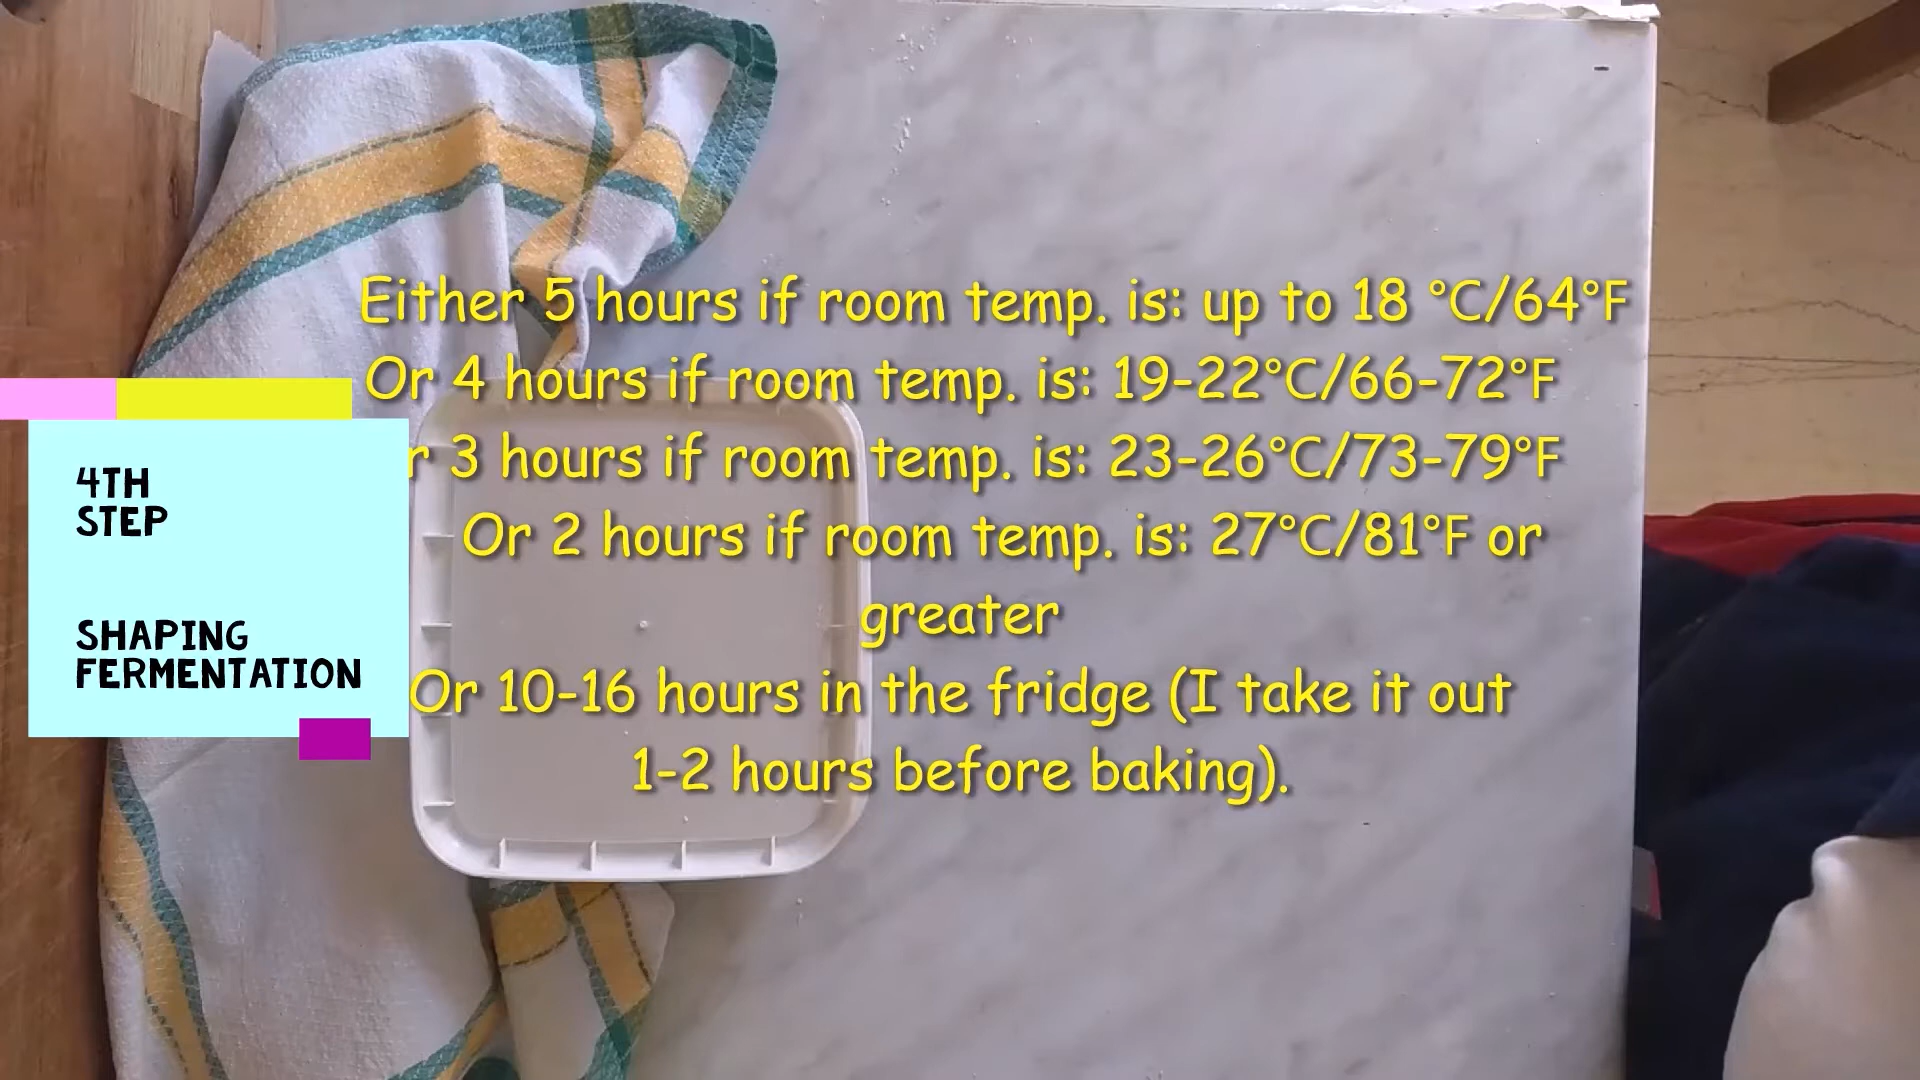 Either 5 hours if room temp. is: up to 18 °C/64°F
Or 4 hours if room temp. is: 19-22°C/66-72°F
r 3 hours if room temp. is: 23-26°C/73-79°F
Or 2 hours if room temp. is: 27°C/81°F or
greater
Or 10-16 hours in the fridge (I take it out
1-2 hours before baking).
4TH
STEP
SHAPING
FERMENTATION